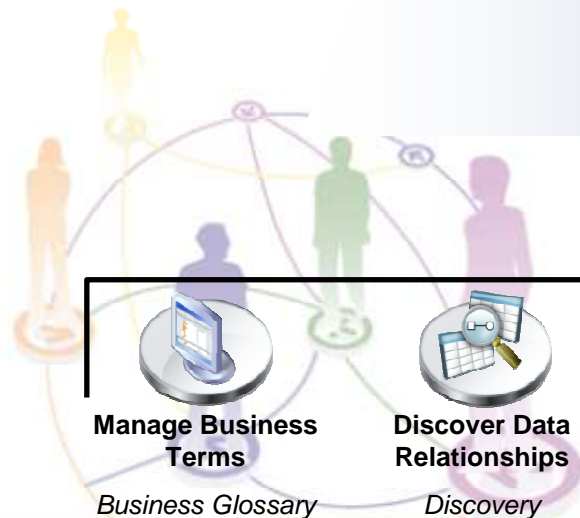 Manage Business
Terms
Business Glossary
Discover Data
Relationships
Discovery